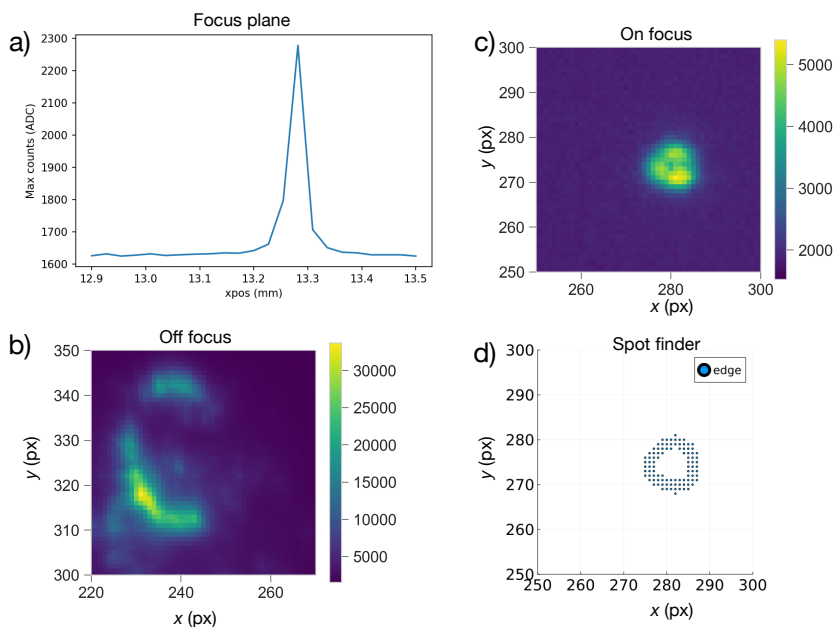 a)
Focus plane
2300
2200
2100
2000
1900
1800
1700
1600
Max counts (ADC)
12.9 13.0 13.1 13.2 13.3 13.4 13.5
xpos (mm)
c)
On focus
300
290
280
270
260
250
y (px)
260 280 300
x (px)
5000
4000
3000
2000
b)
Off focus
350
340
330
320
310
300
y (px)
220 240 260
x (px)
30000
25000
20000
15000
10000
5000
d)
Spot finder
edge
300
290
280
270
260
250
y (px)
250 260 270 280 290 300
x (px)